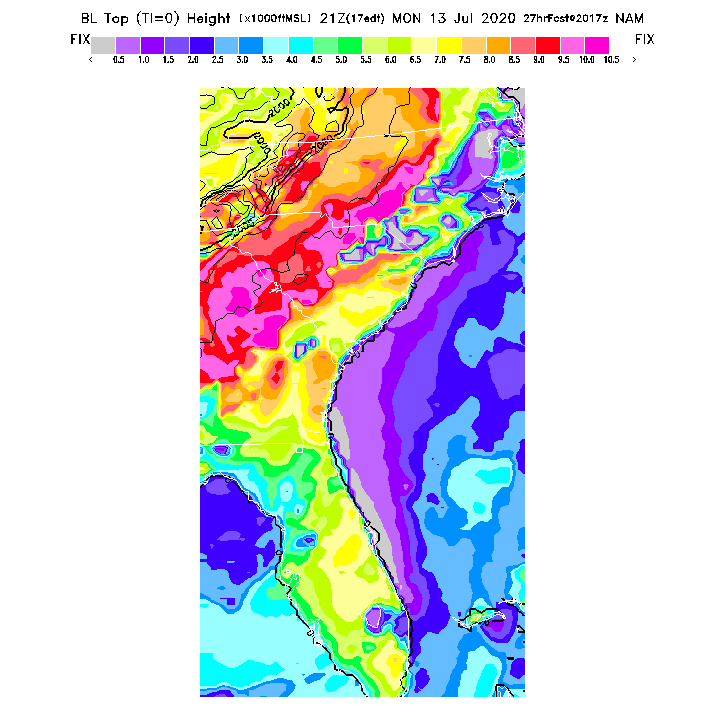 BL Top (TI=0) Height [x1000ftMSL] 21Z(17edt) MON 13 Jul 2020 27hrFcst@2017z NAM
FIX FIX
< 0.5 1.0 1.5 2.0 2.5 3.0 3.5 4.0 4.5 5.0 5.5 6.0 6.5 7.0 7.5 8.0 8.5 9.0 9.5 10.0 10.5 >
2000
2000